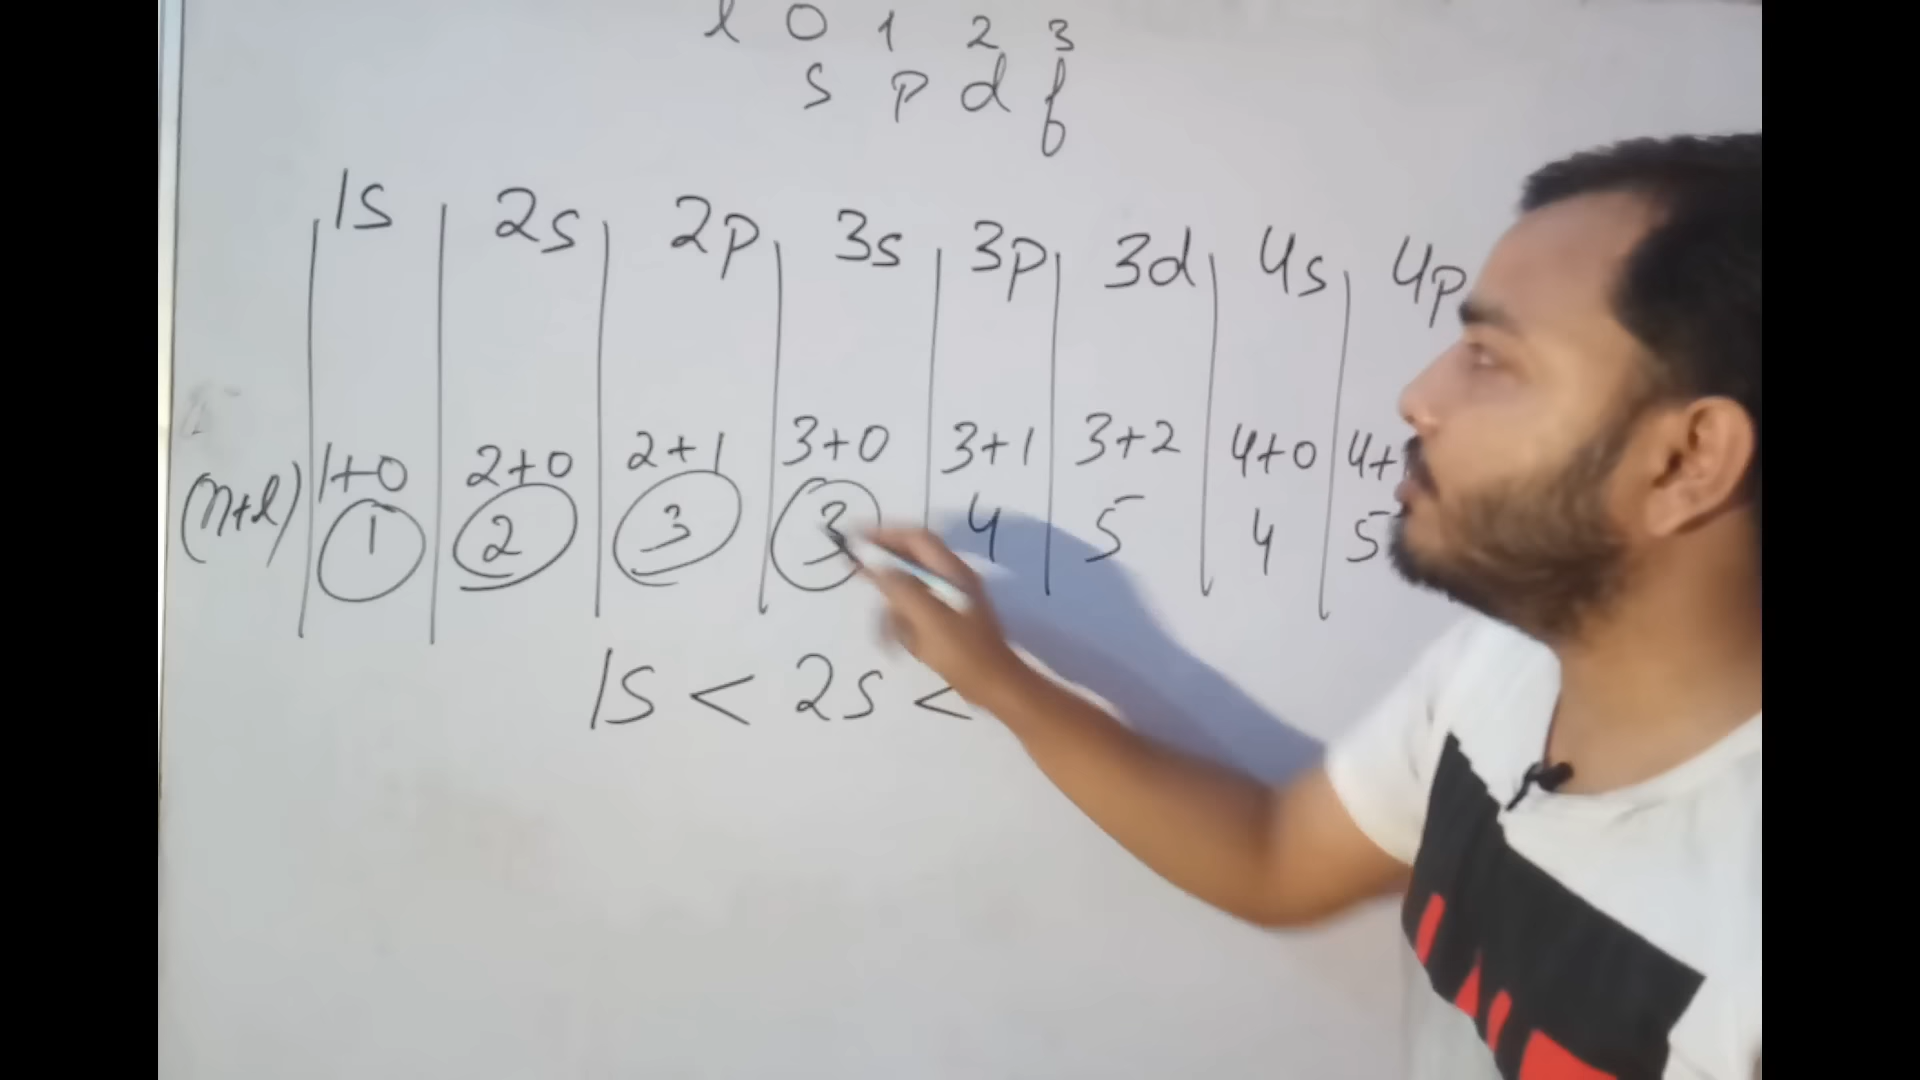 l 0 1 2 3
s p d f
1s 2s 2p 3s 3p 3d 4s 4p
1+0 2+0 2+1 3+0 3+1 3+2 4+0 4+
(n+l) 1 2 3 3 4 5 4 5
1s < 2s <